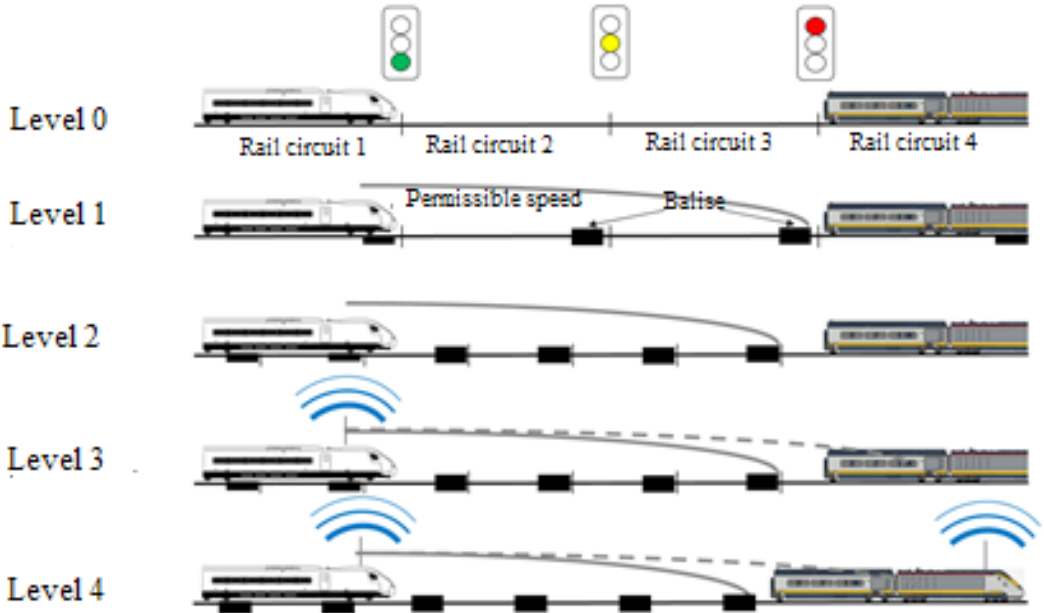 Level 0
Rail circuit 1
Rail circuit 2
Rail circuit 3
Rail circuit 4
Level 1
Permissible speed
Balise
Level 2
Level 3
Level 4